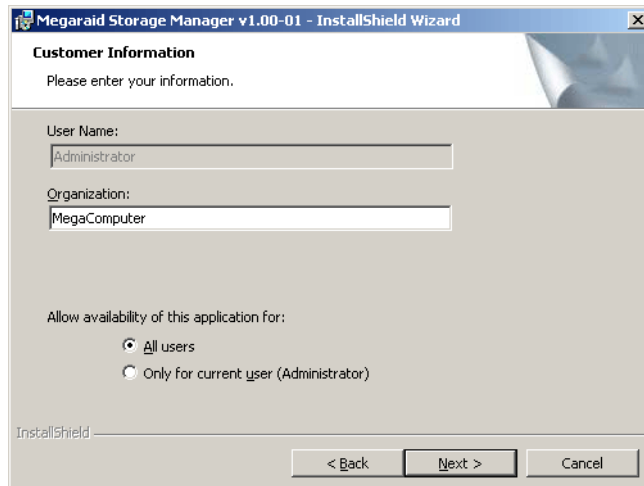 Megaraid Storage Manager v1.00-01 - InstallShield Wizard
Customer Information
Please enter your information.
User Name:
Administrator
Organization:
MegaComputer
Allow availability of this application for:
All users
Only for current user (Administrator)
InstallShield
< Back Next > Cancel